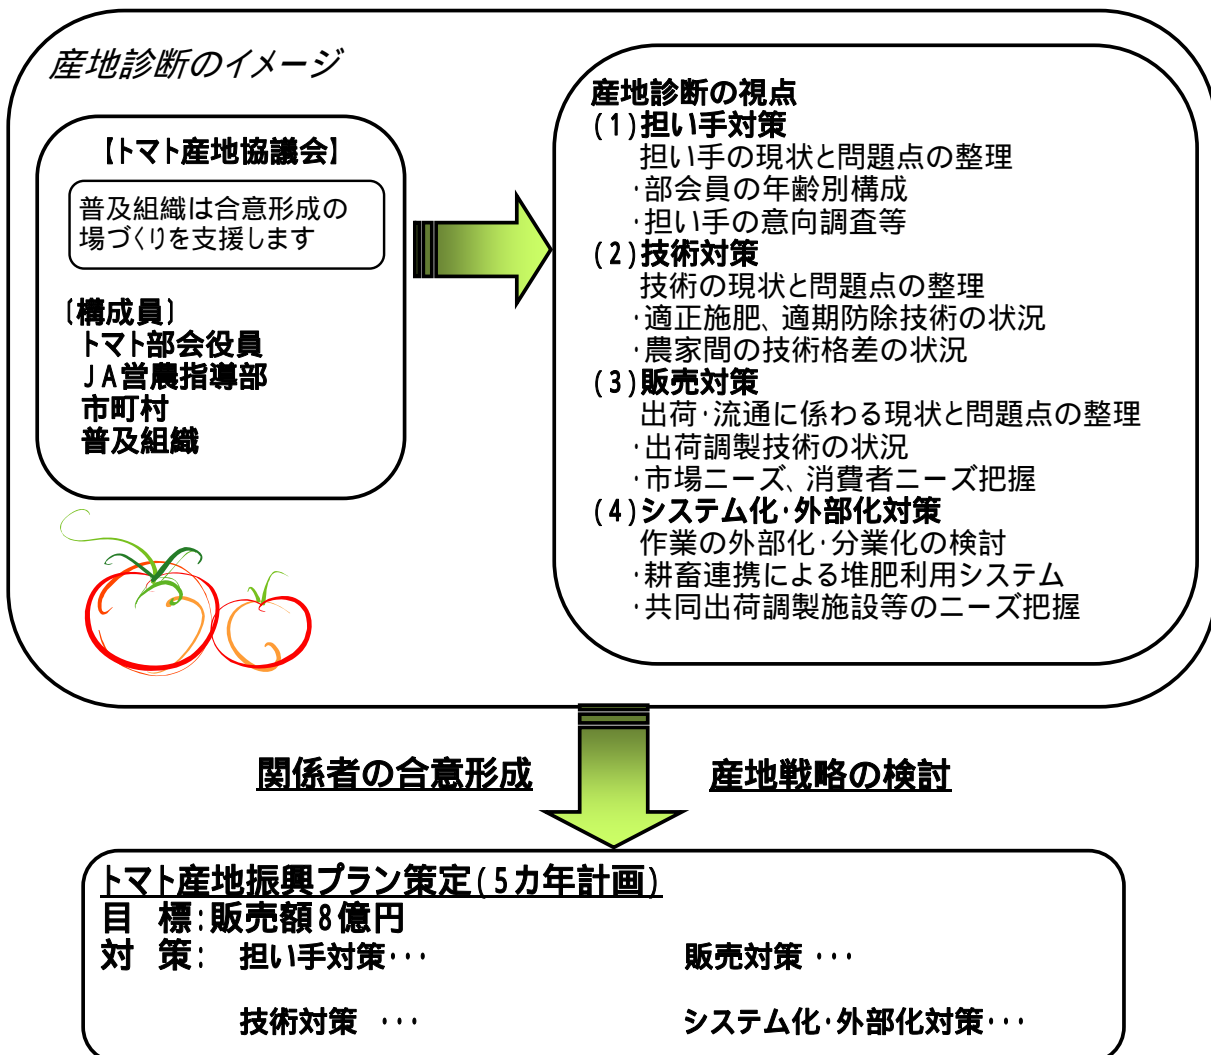 産地診断のイメージ
【トマト産地協議会】
普及組織は合意形成の
場づくりを支援します
〔構成員〕
トマト部会役員
JA営農指導部
市町村
普及組織
産地診断の視点
(1)担い手対策
担い手の現状と問題点の整理
・部会員の年齢別構成
・担い手の意向調査等
(2)技術対策
技術の現状と問題点の整理
・適正施肥、適期防除技術の状況
・農家間の技術格差の状況
(3)販売対策
出荷・流通に係わる現状と問題点の整理
・出荷調製技術の状況
・市場ニーズ、消費者ニーズ把握
(4)システム化・外部化対策
作業の外部化・分業化の検討
・耕畜連携による堆肥利用システム
・共同出荷調製施設等のニーズ把握
関係者の合意形成
産地戦略の検討
トマト産地振興プラン策定(5カ年計画)
目 標:販売額8億円
対 策: 担い手対策・・・ 販売対策 ・・・
技術対策 ・・・ システム化・外部化対策・・・